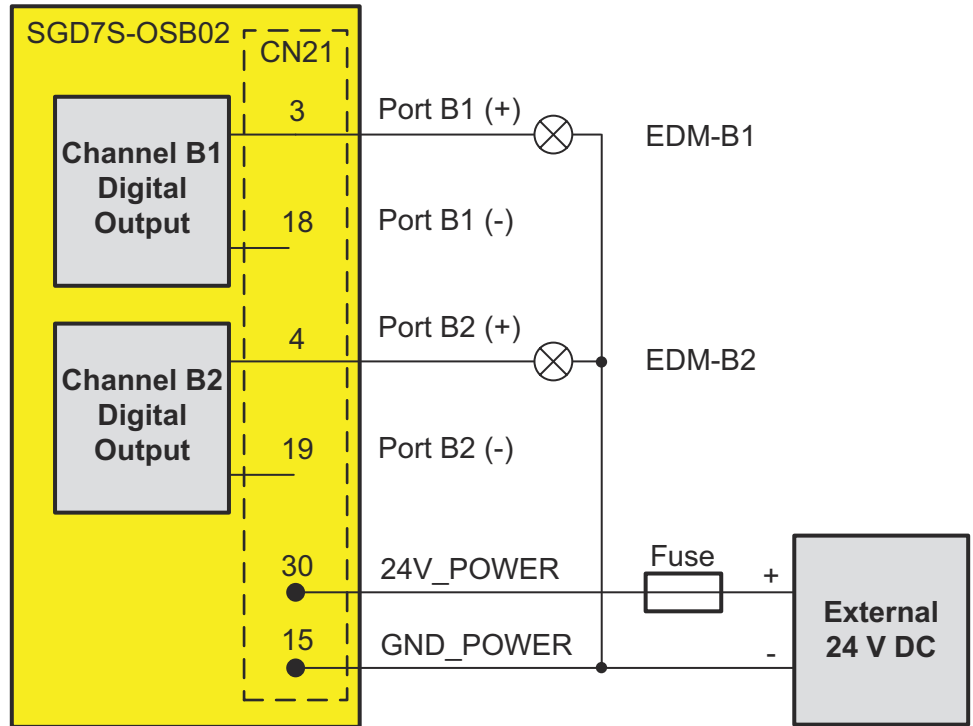 SGD7S-OSB02
CN21
Channel B1
Digital
Output
3
Port B1 (+)
EDM-B1
18
Port B1 (-)
Channel B2
Digital
Output
4
Port B2 (+)
EDM-B2
19
Port B2 (-)
30
24V_POWER
Fuse
+
15
GND_POWER
-
External
24 V DC